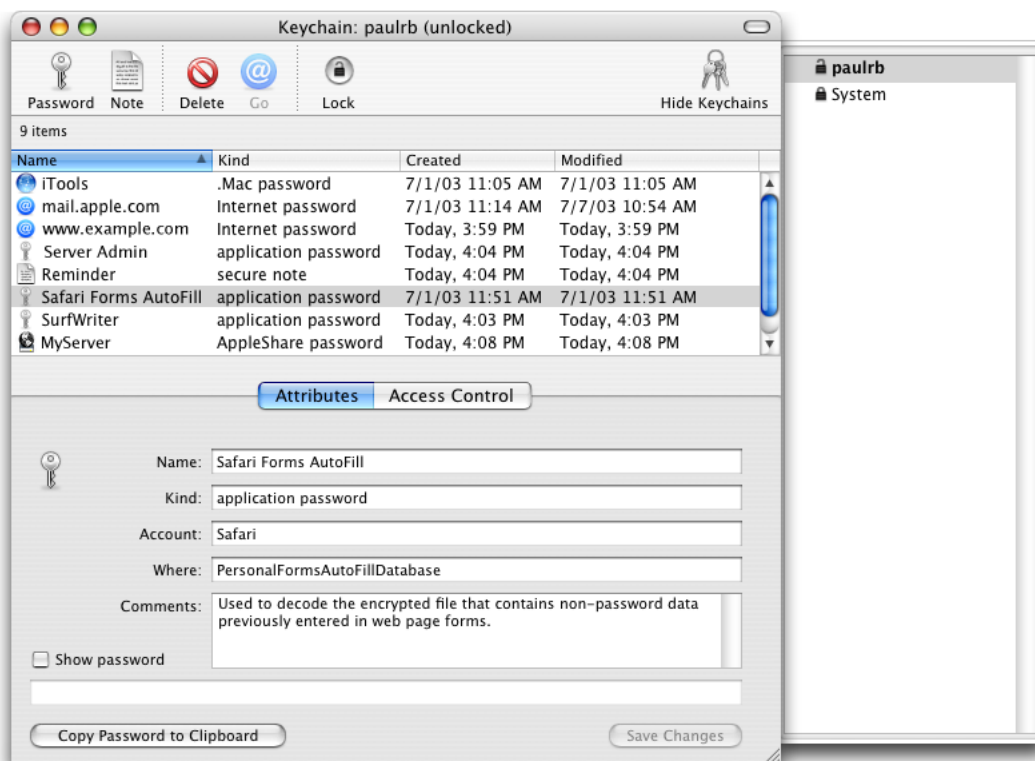 Keychain: paulrb (unlocked)
Password Note Delete Go Lock Hide Keychains
9 items
Name Kind Created Modified
iTools .Mac password 7/1/03 11:05 AM 7/1/03 11:05 AM
mail.apple.com Internet password 7/1/03 11:14 AM 7/7/03 10:54 AM
www.example.com Internet password Today, 3:59 PM Today, 3:59 PM
Server Admin application password Today, 4:04 PM Today, 4:04 PM
Reminder secure note Today, 4:04 PM Today, 4:04 PM
Safari Forms AutoFill application password 7/1/03 11:51 AM 7/1/03 11:51 AM
SurfWriter application password Today, 4:03 PM Today, 4:03 PM
MyServer AppleShare password Today, 4:08 PM Today, 4:08 PM
Attributes Access Control
Name: Safari Forms AutoFill
Kind: application password
Account: Safari
Where: PersonalFormsAutoFillDatabase
Comments: Used to decode the encrypted file that contains non-password data
previously entered in web page forms.
Show password
Copy Password to Clipboard Save Changes
paulrb
System